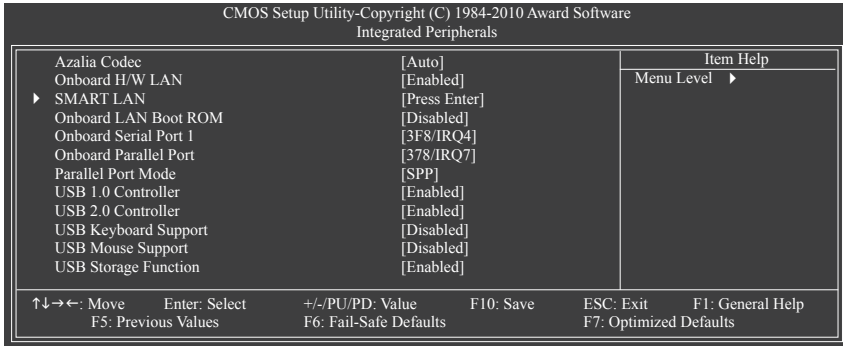 CMOS Setup Utility-Copyright (C) 1984-2010 Award Software
Integrated Peripherals
Azalia Codec [Auto]
Onboard H/W LAN [Enabled]
SMART LAN [Press Enter]
Onboard LAN Boot ROM [Disabled]
Onboard Serial Port 1 [3F8/IRQ4]
Onboard Parallel Port [378/IRQ7]
Parallel Port Mode [SPP]
USB 1.0 Controller [Enabled]
USB 2.0 Controller [Enabled]
USB Keyboard Support [Disabled]
USB Mouse Support [Disabled]
USB Storage Function [Enabled]
Item Help
Menu Level
↑↓→←: Move Enter: Select +/-/PU/PD: Value F10: Save ESC: Exit F1: General Help
F5: Previous Values F6: Fail-Safe Defaults F7: Optimized Defaults